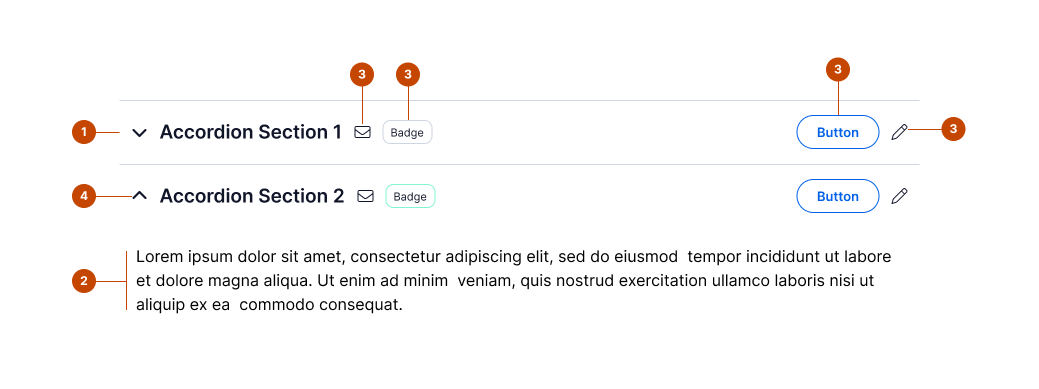 3 3 3
1 Accordion Section 1 Badge Button 3
4 Accordion Section 2 Badge Button
Lorem ipsum dolor sit amet, consectetur adipiscing elit, sed do eiusmod  tempor incididunt ut labore
2 et dolore magna aliqua. Ut enim ad minim  veniam, quis nostrud exercitation ullamco laboris nisi ut
aliquip ex ea  commodo consequat.